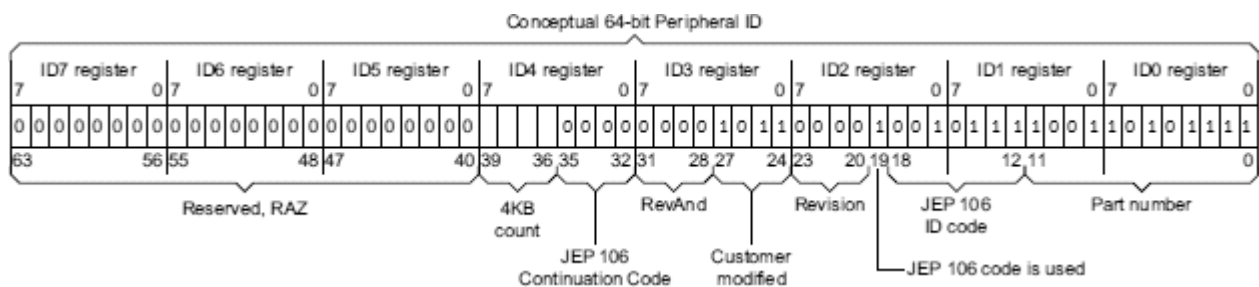 Conceptual 64-bit Peripheral ID
ID7 register ID6 register ID5 register ID4 register ID3 register ID2 register ID1 register ID0 register
7 0 7 0 7 0 7 0 7 0 7 0 7 0 7 0
0 0 0 0 0 0 0 0 0 0 0 0 0 0 0 0 0 0 0 0 0 0 0 0 0 0 0 0 0 0 0 0 1 0 1 1 0 0 0 0 1 0 0 1 0 1 1 1 1 0 0 1 1 0 1 0 1 1 1 1
63 56 55 48 47 40 39 36 35 32 31 28 27 24 23 20 19 18 12 11 0
Reserved, RAZ 4KB RevAnd Revision JEP 106 Part number
count ID code
JEP 106 Customer JEP 106 code is used
Continuation Code modified